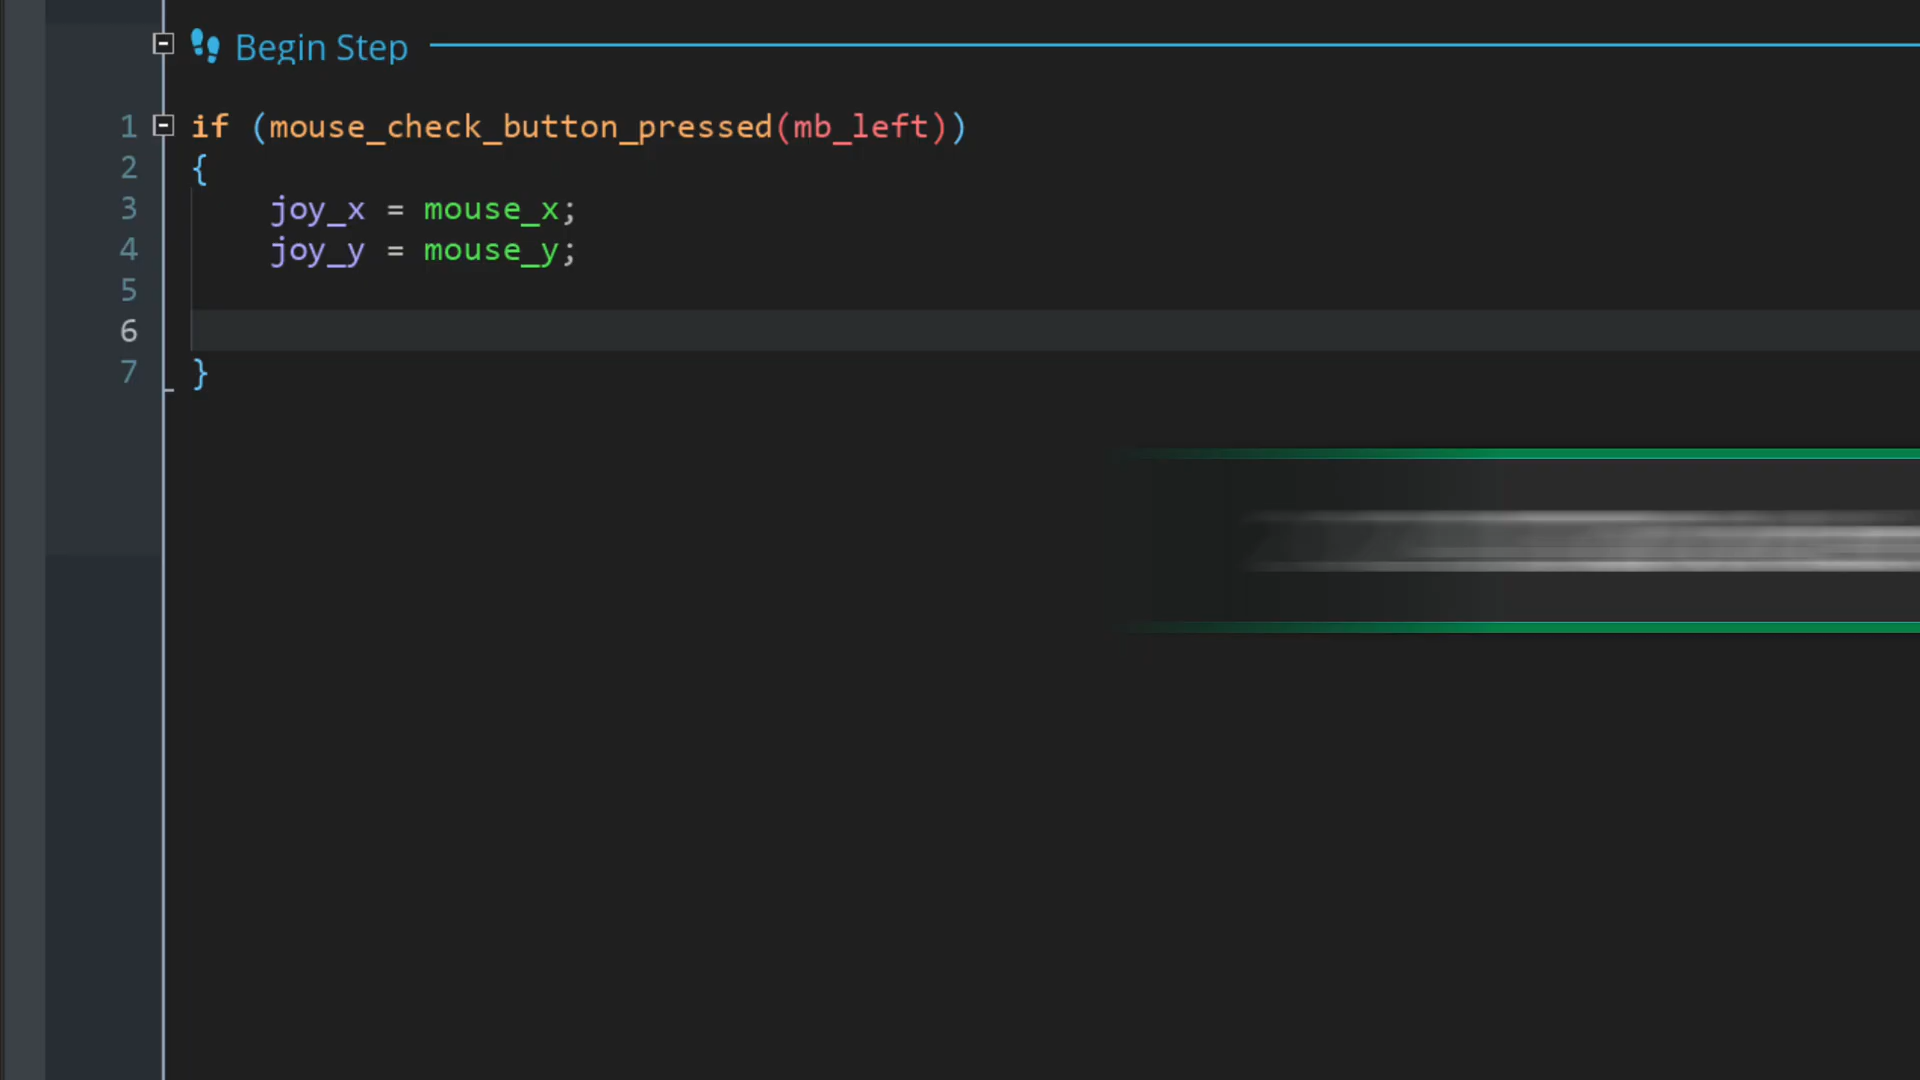 Begin Step
1 if (mouse_check_button_pressed(mb_left))
2 {
3 joy_x = mouse_x;
4 joy_y = mouse_y;
5
6
7 }